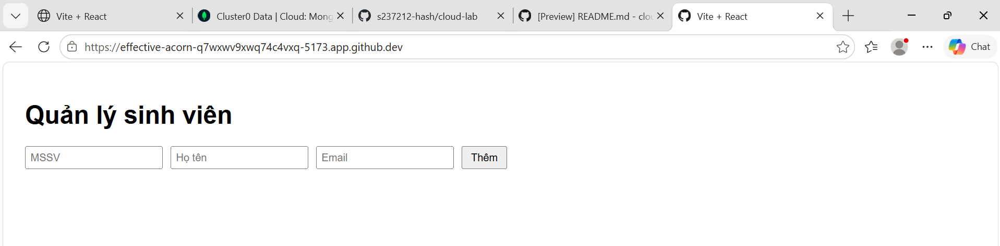 Vite + React
Cluster0 Data | Cloud: Mong
s237212-hash/cloud-lab
[Preview] README.md - clou
Vite + React
https://effective-acorn-q7wxwv9xwq74c4vxq-5173.app.github.dev
Chat
Quản lý sinh viên
MSSV
Họ tên
Email
Thêm